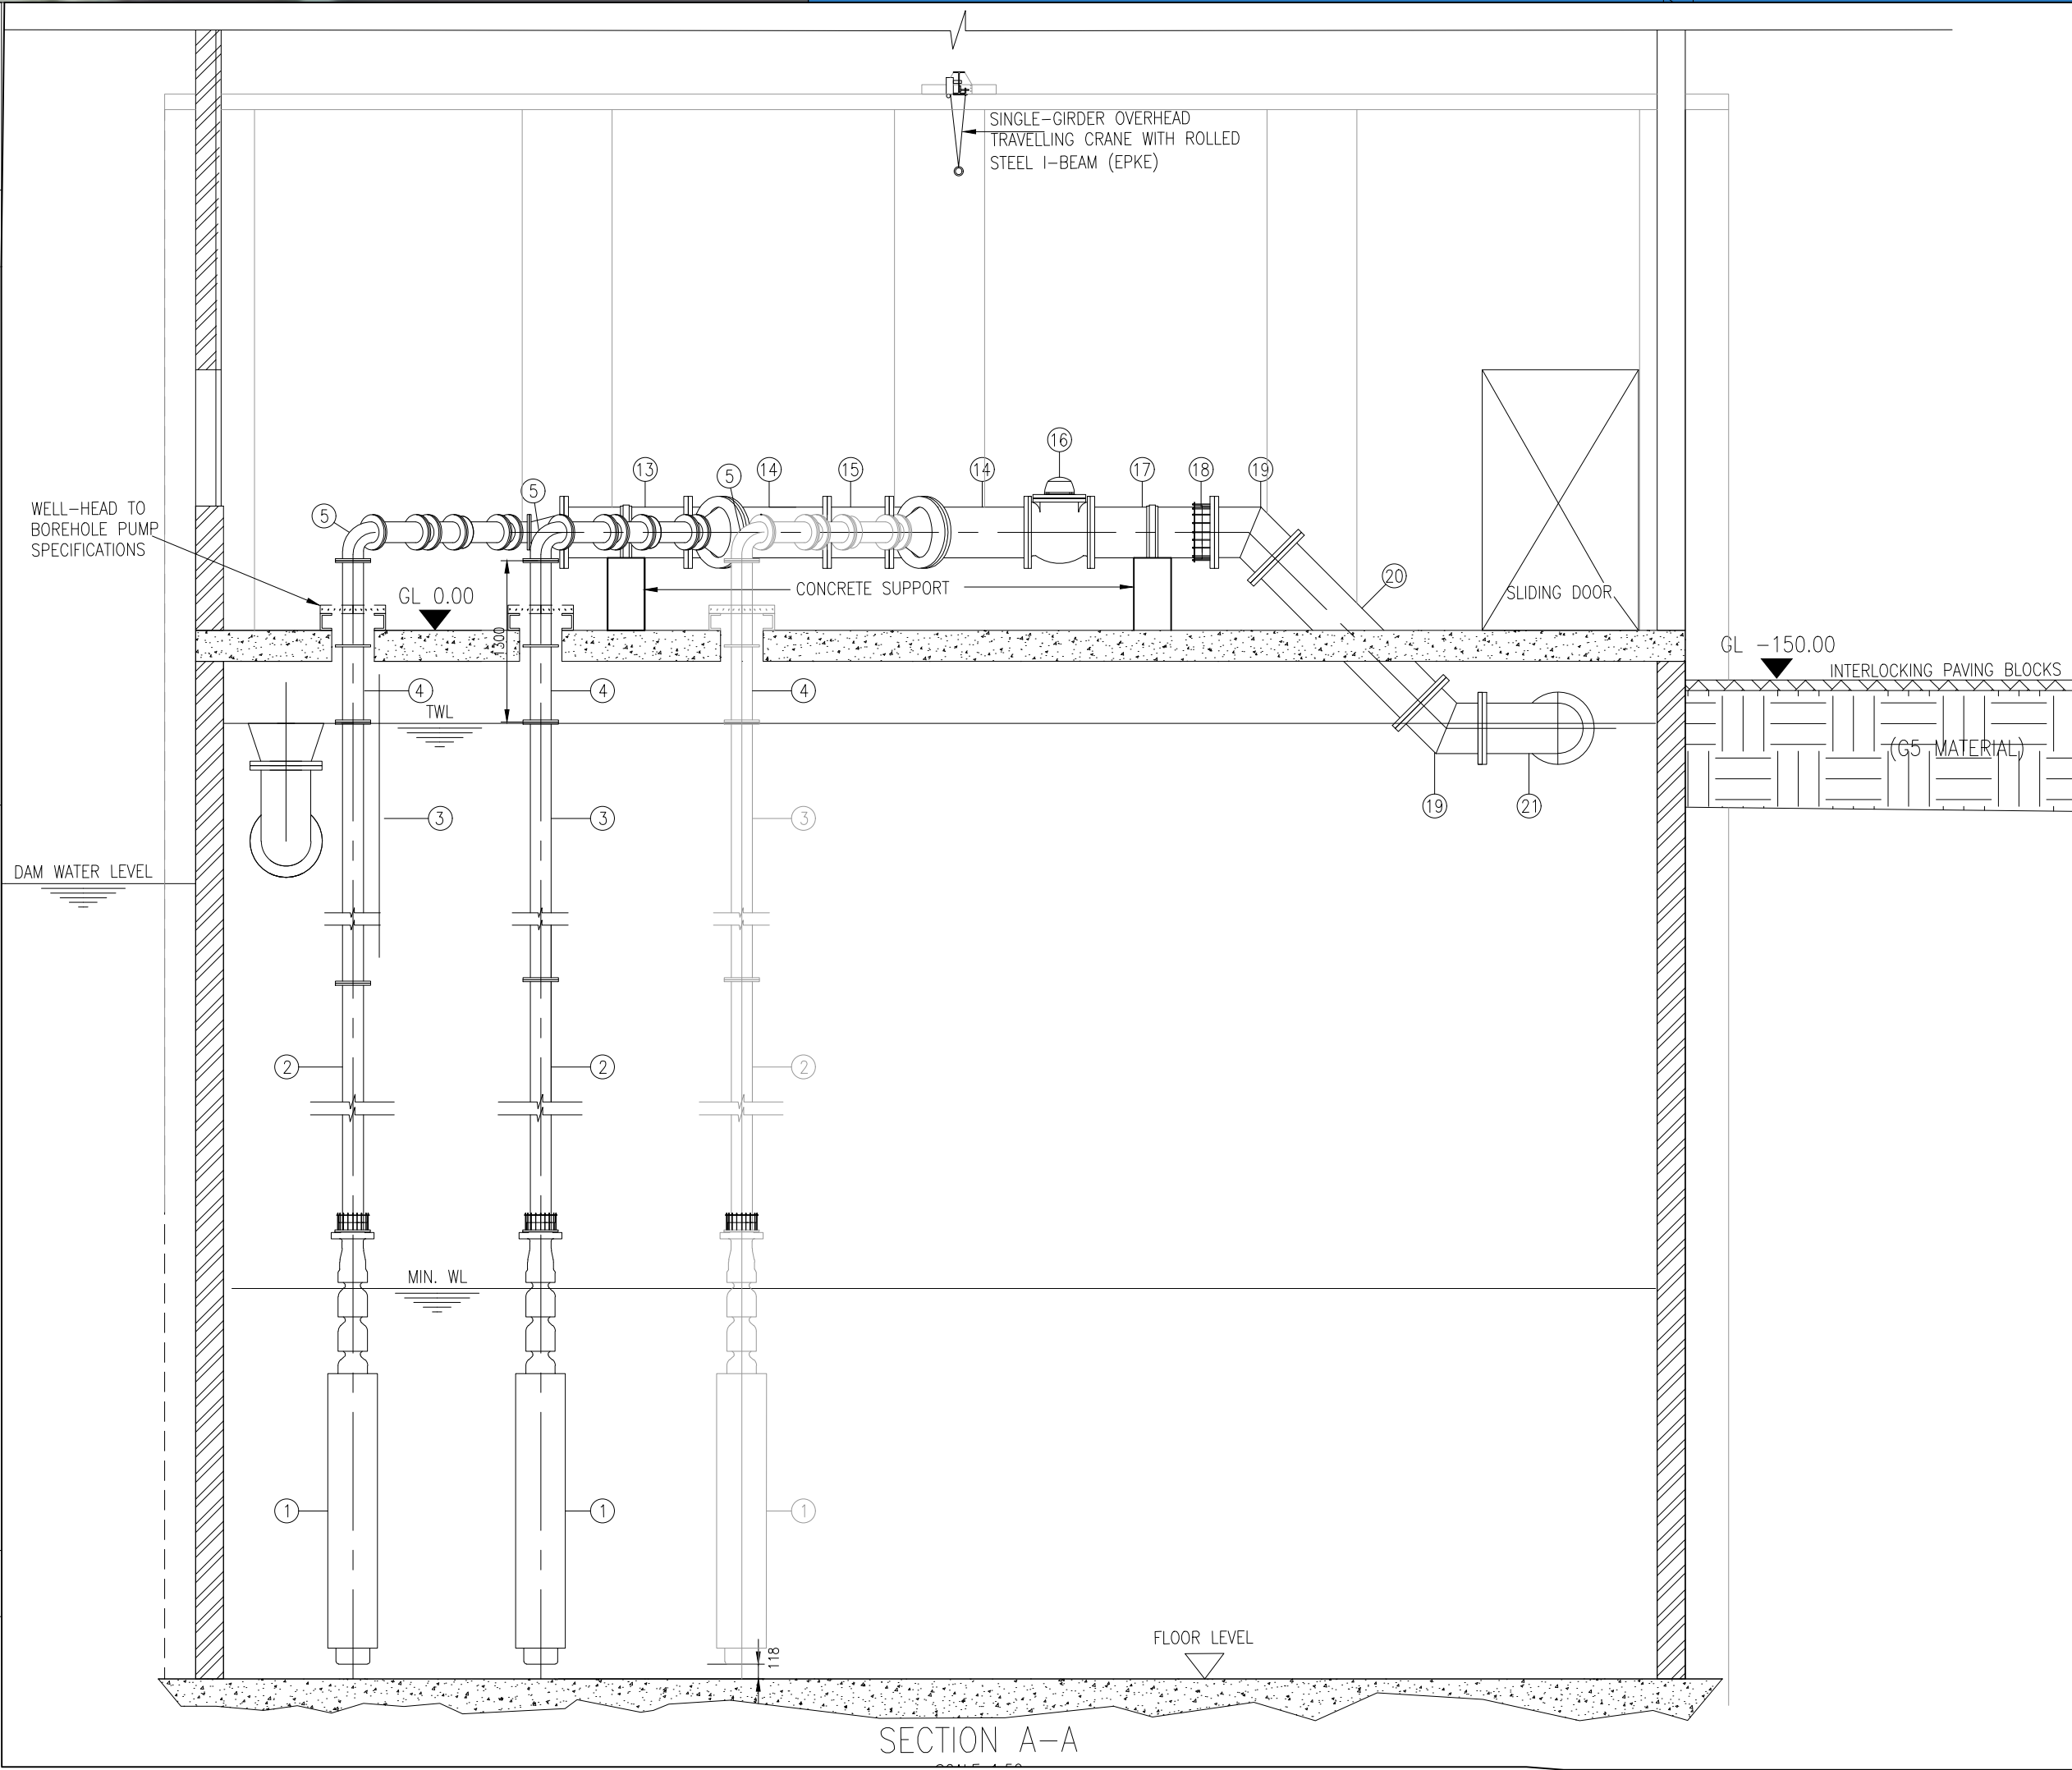 SINGLE-GIRDER OVERHEAD
TRAVELLING CRANE WITH ROLLED
STEEL I-BEAM (EPKE)
16
13
5
14
15
14
17
18
19
5
5
WELL-HEAD TO
BOREHOLE PUMP
SPECIFICATIONS
GL 0.00
CONCRETE SUPPORT
20
SLIDING DOOR
1300
GL -150.00
INTERLOCKING PAVING BLOCKS
4
4
4
TWL
(G5 MATERIAL)
3
3
3
19
21
DAM WATER LEVEL
2
2
2
MIN. WL
1
1
1
118
FLOOR LEVEL
SECTION A-A